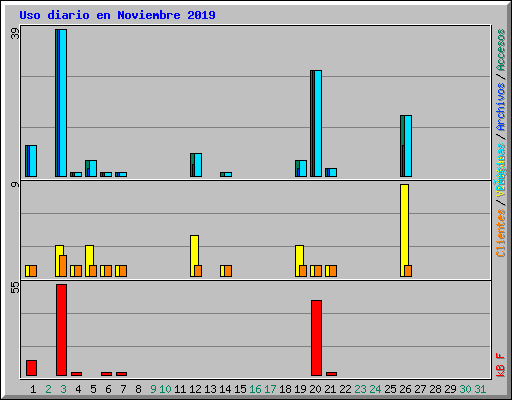 Uso diario en Noviembre 2019
39
9
55
1 2 3 4 5 6 7 8 9 10 11 12 13 14 15 16 17 18 19 20 21 22 23 24 25 26 27 28 29 30 31
Archivos / Accesos
Clientes /
kB F